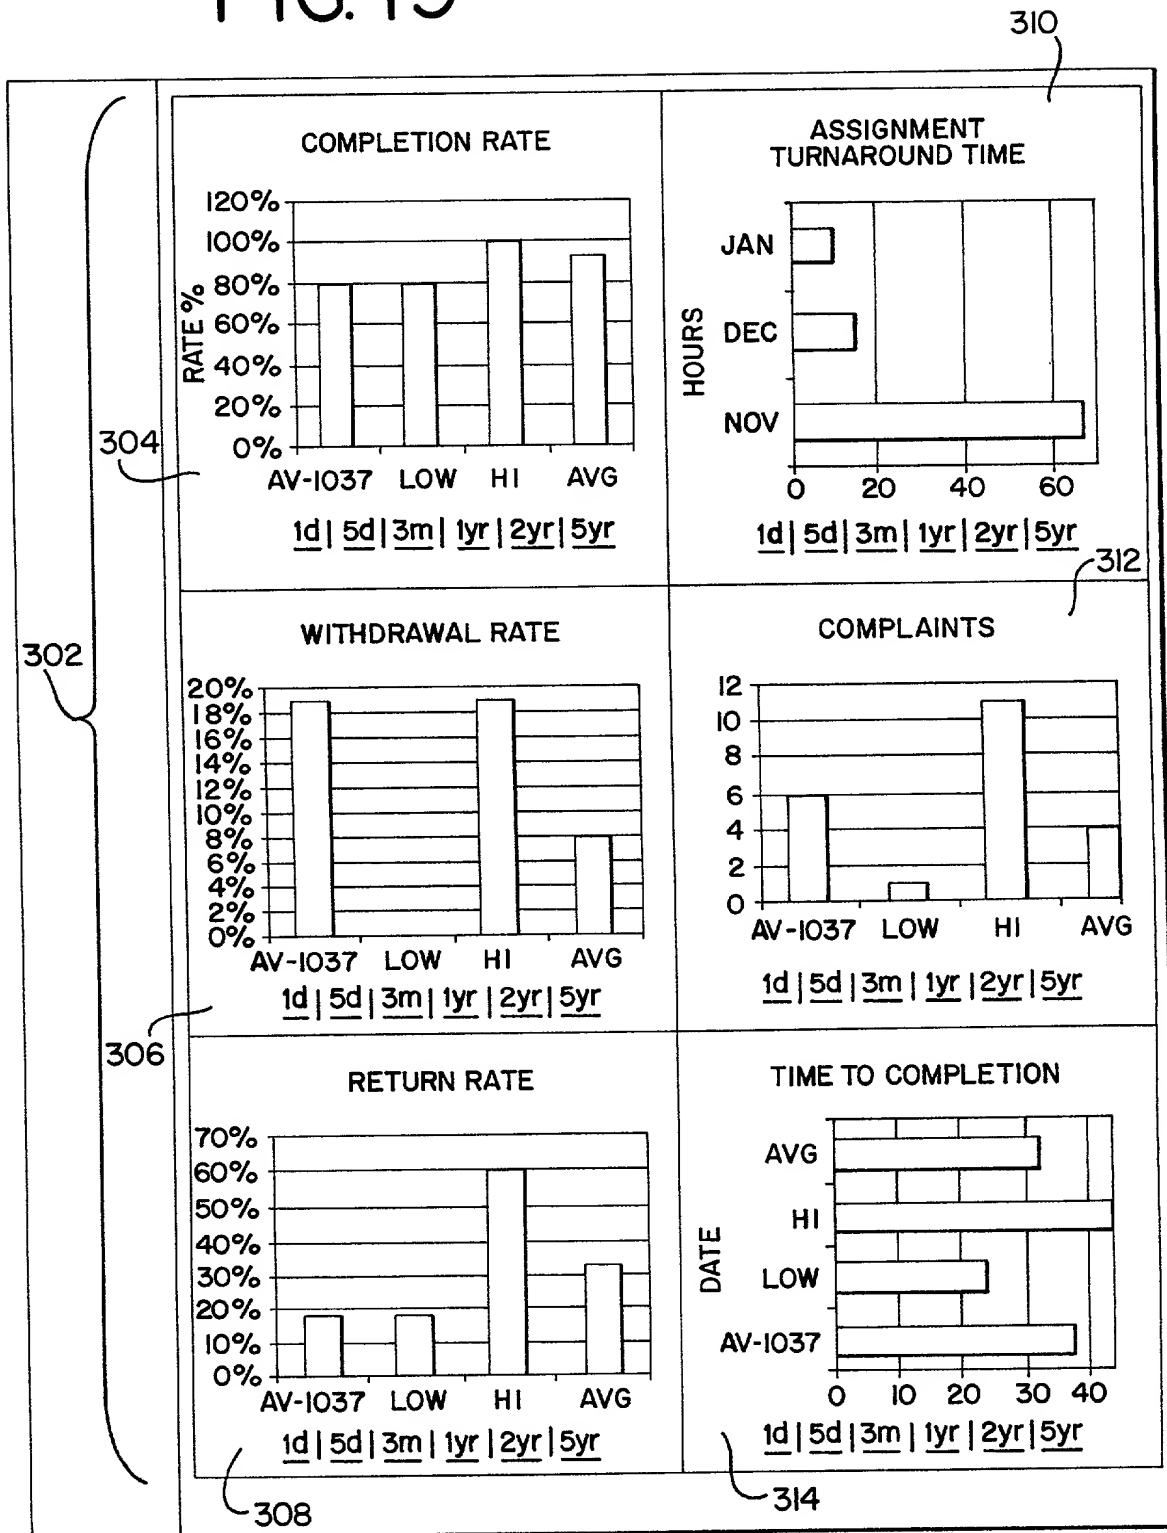 FIG. 19
310
COMPLETION RATE
120%
100%
80%
60%
40%
20%
0%
RATE %
AV-1037 LOW HI AVG
1d | 5d | 3m | 1yr | 2yr | 5yr
304
ASSIGNMENT
TURNAROUND TIME
JAN
DEC
NOV
HOURS
0 20 40 60
1d | 5d | 3m | 1yr | 2yr | 5yr
312
302
WITHDRAWAL RATE
20%
18%
16%
14%
12%
10%
8%
6%
4%
2%
0%
AV-1037 LOW HI AVG
1d | 5d | 3m | 1yr | 2yr | 5yr
306
COMPLAINTS
12
10
8
6
4
2
0
AV-1037 LOW HI AVG
1d | 5d | 3m | 1yr | 2yr | 5yr
RETURN RATE
70%
60%
50%
40%
30%
20%
10%
0%
AV-1037 LOW HI AVG
1d | 5d | 3m | 1yr | 2yr | 5yr
308
TIME TO COMPLETION
AVG
HI
LOW
AV-1037
DATE
0 10 20 30 40
1d | 5d | 3m | 1yr | 2yr | 5yr
314